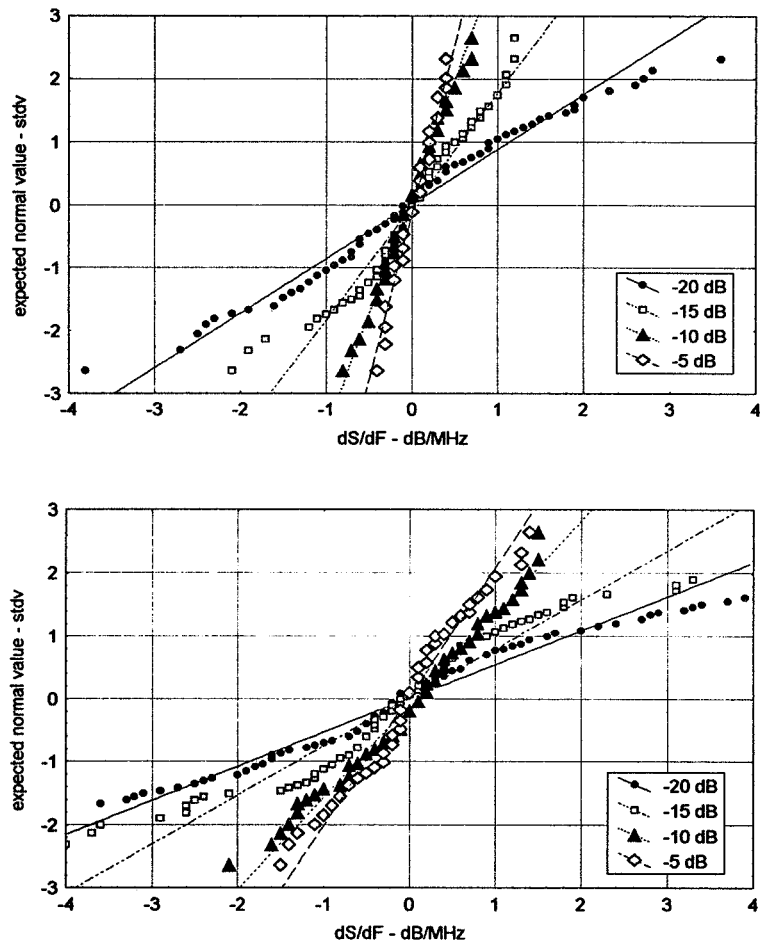 3
2
1
0
-1
-2
-3
expected normal value - stdv
-4 -3 -2 -1 0 1 2 3 4
dS/dF - dB/MHz
-20 dB
-15 dB
-10 dB
-5 dB
3
2
1
0
-1
-2
-3
expected normal value - stdv
-4 -3 -2 -1 0 1 2 3 4
dS/dF - dB/MHz
-20 dB
-15 dB
-10 dB
-5 dB